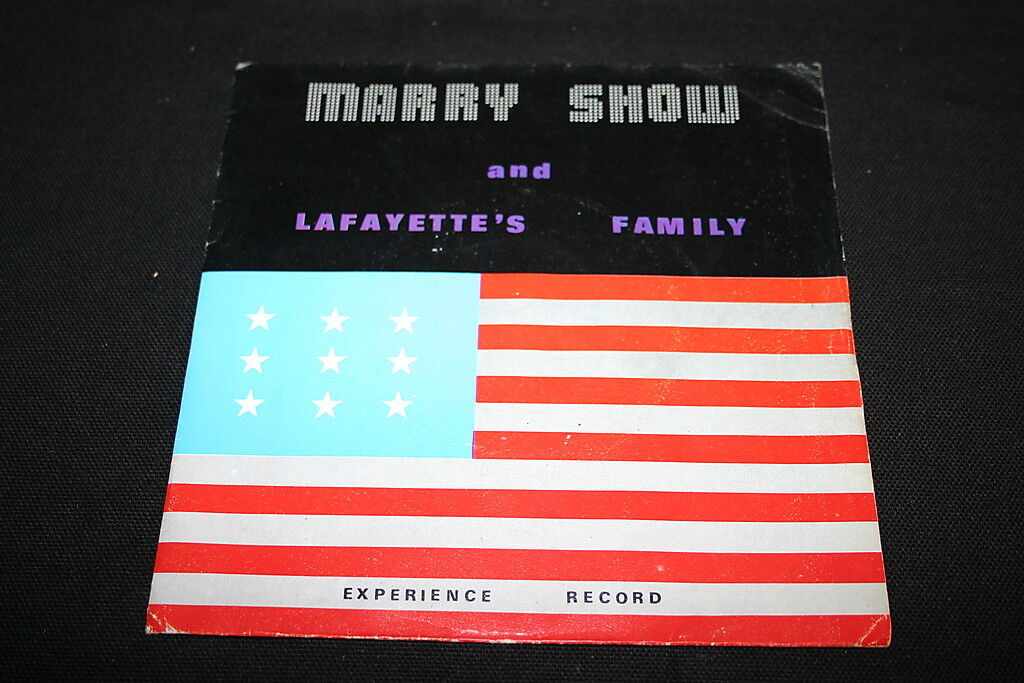 MARRY SHOW
and
LAFAYETTE'S FAMILY
EXPERIENCE RECORD